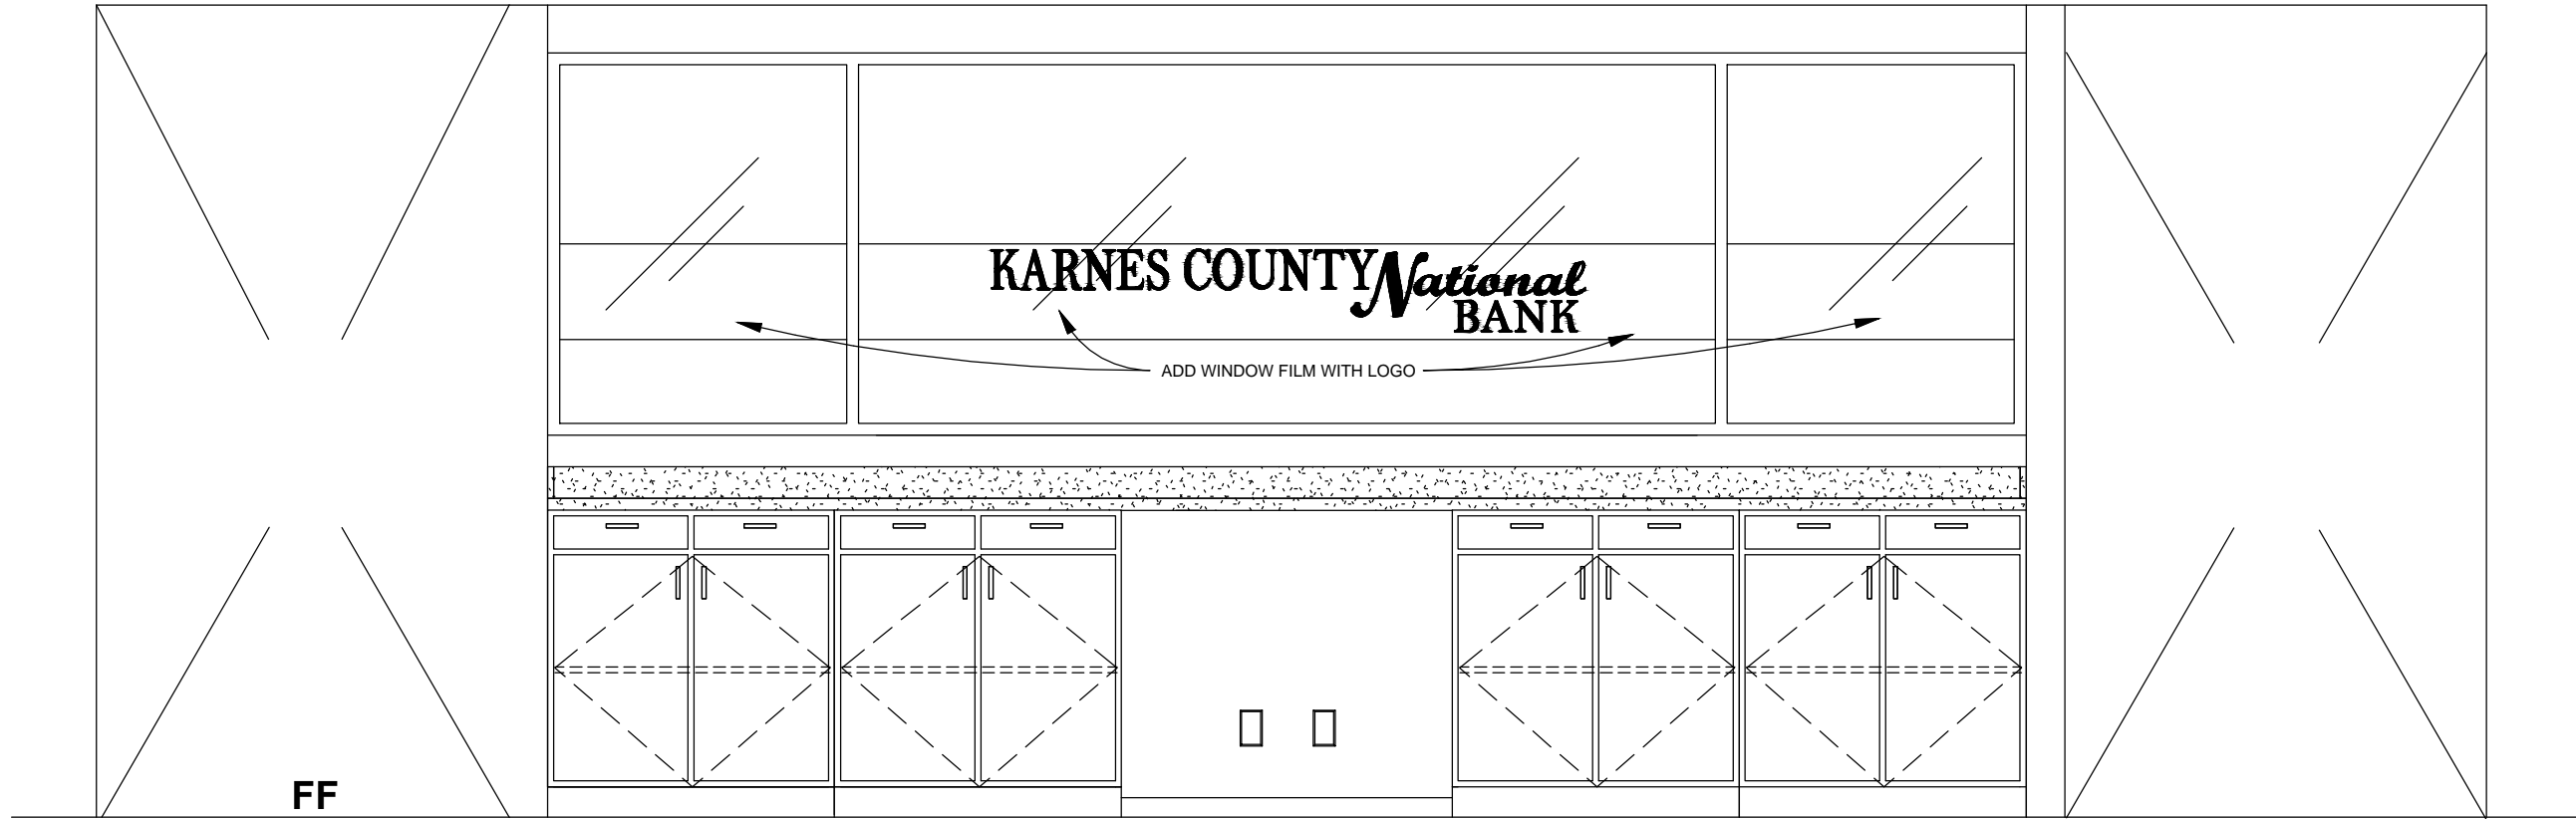 KARNES COUNTY National
BANK
ADD WINDOW FILM WITH LOGO
FF